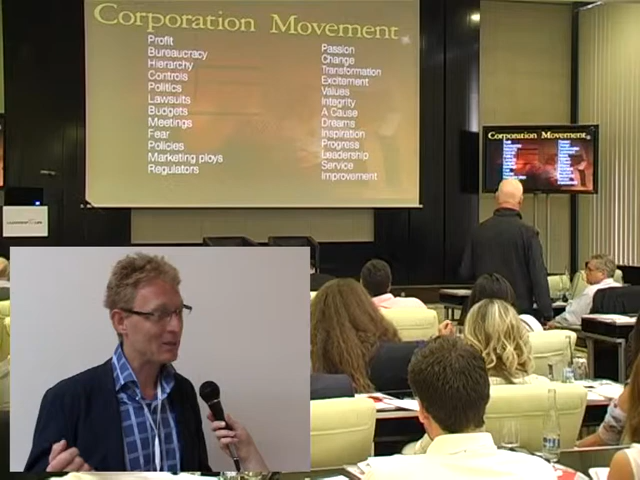 Corporation Movement
Profit
Bureaucracy
Hierarchy
Controls
Politics
Lawsuits
Budgets
Meetings
Fear
Policies
Marketing ploys
Regulators
Passion
Change
Transformation
Excitement
Values
Integrity
A Cause
Dreams
Inspiration
Progress
Leadership
Service
Improvement
Corporation Movement